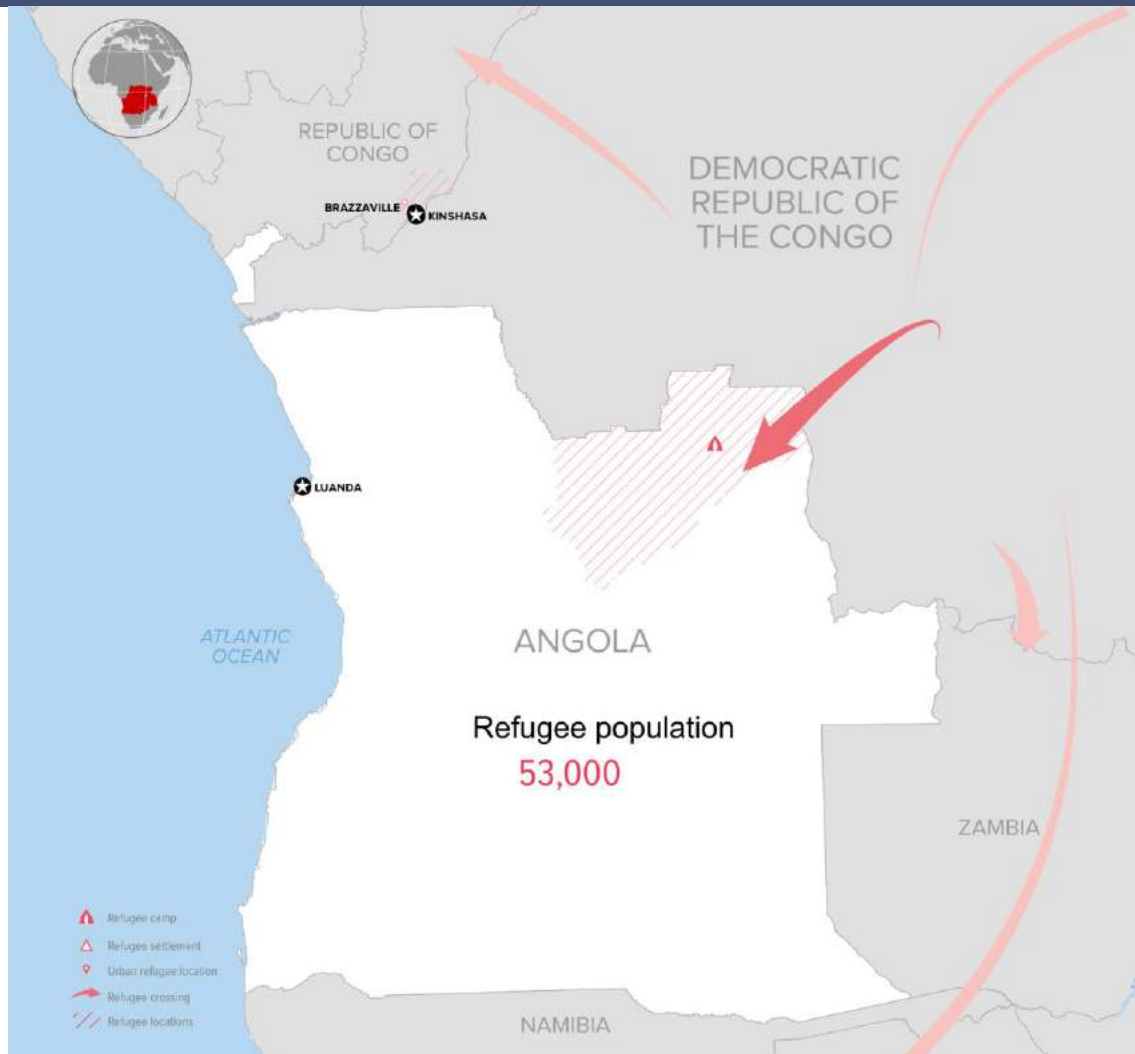 REPUBLIC OF
CONGO
DEMOCRATIC
REPUBLIC OF
THE CONGO
BRAZZAVILLE
KINSHASA
LUANDA
ATLANTIC
OCEAN
ANGOLA
Refugee population
53,000
ZAMBIA
Refugee camp
Refugee settlement
Urban refugee location
Refugee crossing
Refugee locations
NAMIBIA